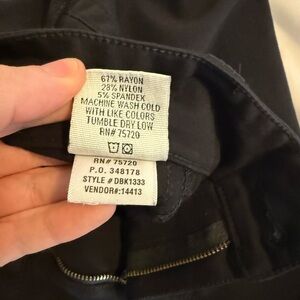 67% RAYON
28% NYLON
5% SPANDEX
MACHINE WASH COLD
WITH LIKE COLORS
TUMBLE DRY LOW
RN# 75720
RN# 75720
P.O. 348178
STYLE # DBK1333
VENDOR#:14413